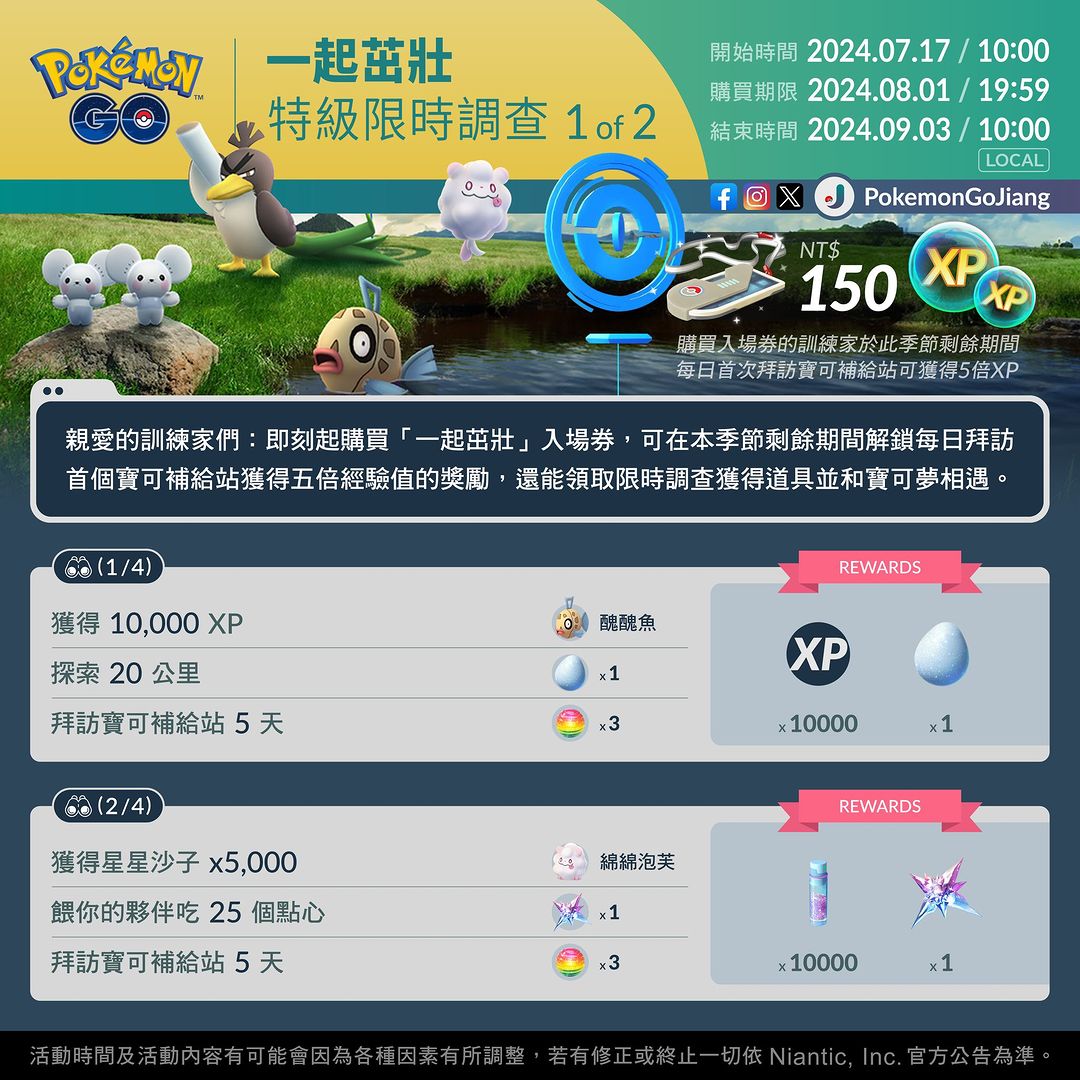 POKÉMON
GO
TM
一起茁壯
特級限時調查 1 of 2
開始時間 2024.07.17 / 10:00
購買期限 2024.08.01 / 19:59
結束時間 2024.09.03 / 10:00
LOCAL
PokemonGoJiang
NT$
150
XP
XP
購買入場券的訓練家於此季節剩餘期間
每日首次拜訪寶可補給站可獲得5倍XP
親愛的訓練家們：即刻起購買「一起茁壯」入場券，可在本季節剩餘期間解鎖每日拜訪
首個寶可補給站獲得五倍經驗值的獎勵，還能領取限時調查獲得道具並和寶可夢相遇。
(1/4)
REWARDS
獲得 10,000 XP
醜醜魚
探索 20 公里
x1
拜訪寶可補給站 5 天
x3
XP
x10000
x1
(2/4)
REWARDS
獲得星星沙子 x5,000
綿綿泡芙
餵你的夥伴吃 25 個點心
x1
拜訪寶可補給站 5 天
x3
x10000
x1
活動時間及活動內容有可能會因為各種因素有所調整，若有修正或終止一切依 Niantic, Inc. 官方公告為準。